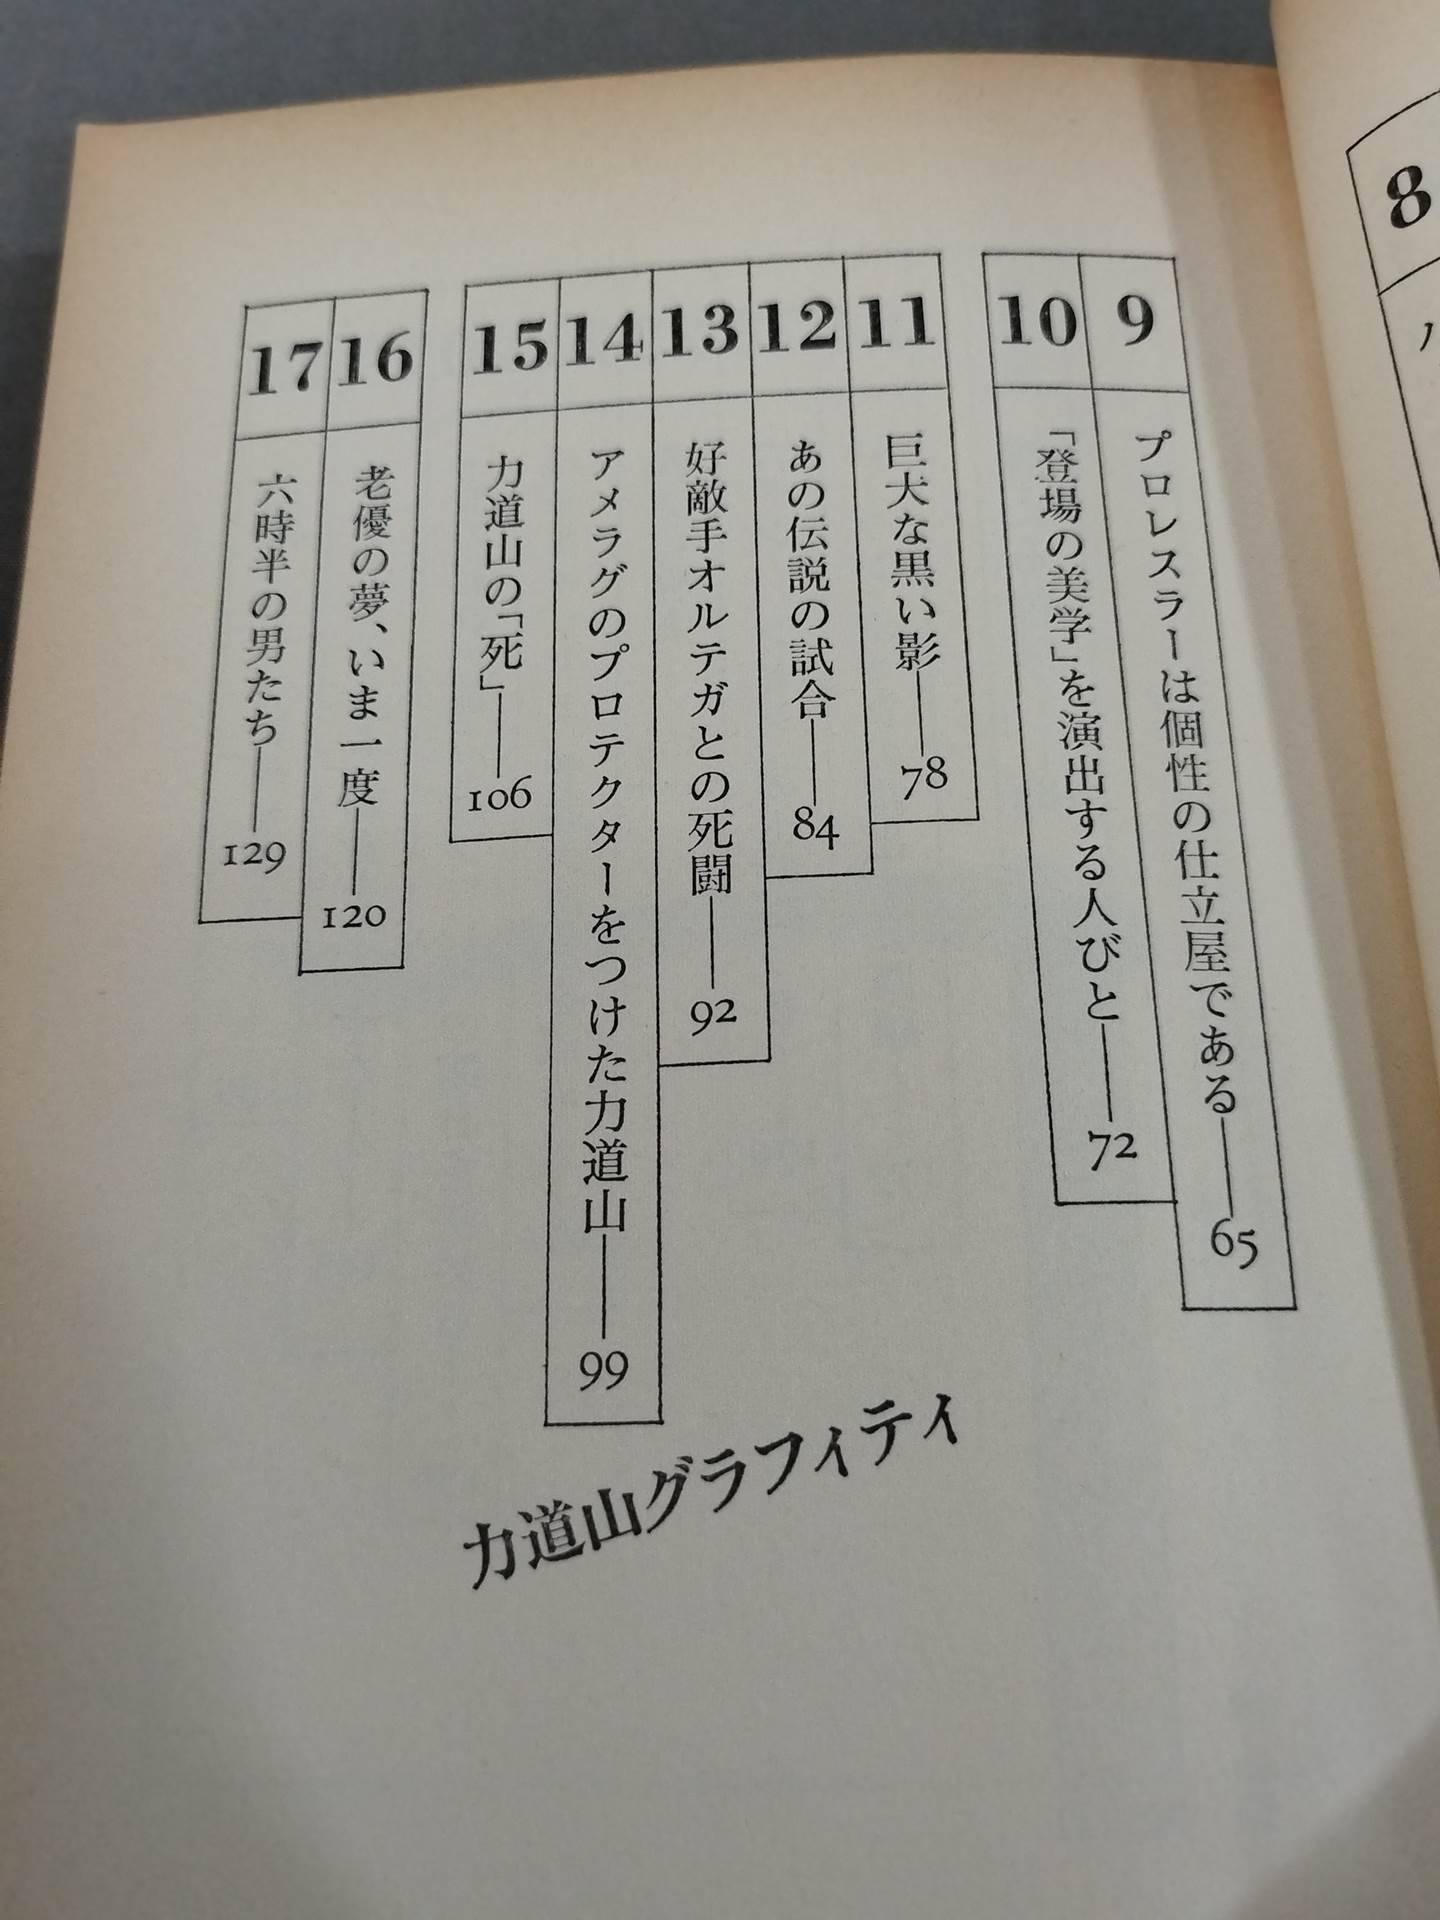 8
9 プロレスラーは個性の仕立屋である——65
10 「登場の美学」を演出する人びと——72
11 巨大な黒い影——78
12 あの伝説の試合——84
13 好敵手オルテガとの死闘——92
14 アメラグのプロテクターをつけた力道山——99
15 力道山の「死」——106
16 老優の夢、いま一度——120
17 六時半の男たち——129
力道山グラフィティ